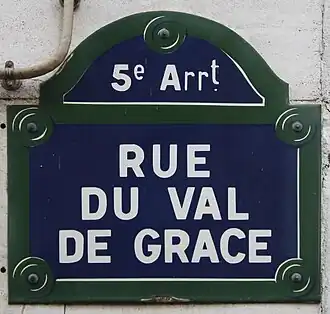 5e Arrt.
RUE
DU VAL
DE GRACE